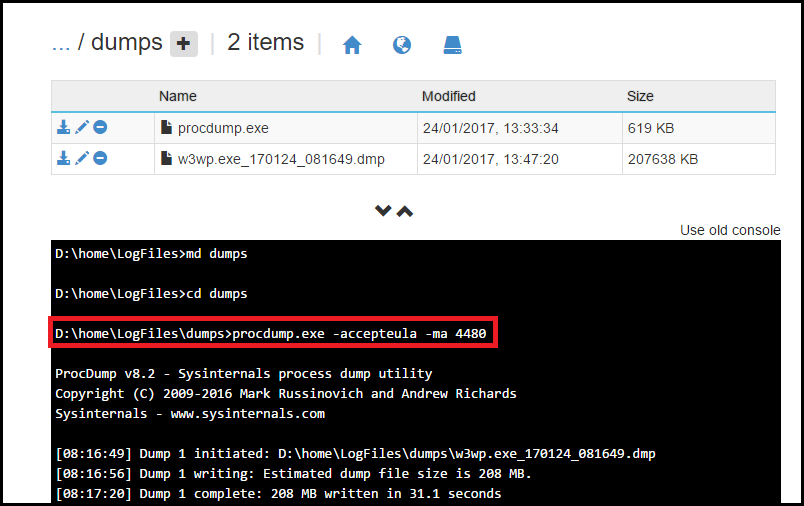 ... / dumps + | 2 items |
Name Modified Size
procdump.exe 24/01/2017, 13:33:34 619 KB
w3wp.exe_170124_081649.dmp 24/01/2017, 13:47:20 207638 KB
Use old console
D:\home\LogFiles>md dumps
D:\home\LogFiles>cd dumps
D:\home\LogFiles\dumps>procdump.exe -accepteula -ma 4480
ProcDump v8.2 - Sysinternals process dump utility
Copyright (C) 2009-2016 Mark Russinovich and Andrew Richards
Sysinternals - www.sysinternals.com
[08:16:49] Dump 1 initiated: D:\home\LogFiles\dumps\w3wp.exe_170124_081649.dmp
[08:16:56] Dump 1 writing: Estimated dump file size is 208 MB.
[08:17:20] Dump 1 complete: 208 MB written in 31.1 seconds